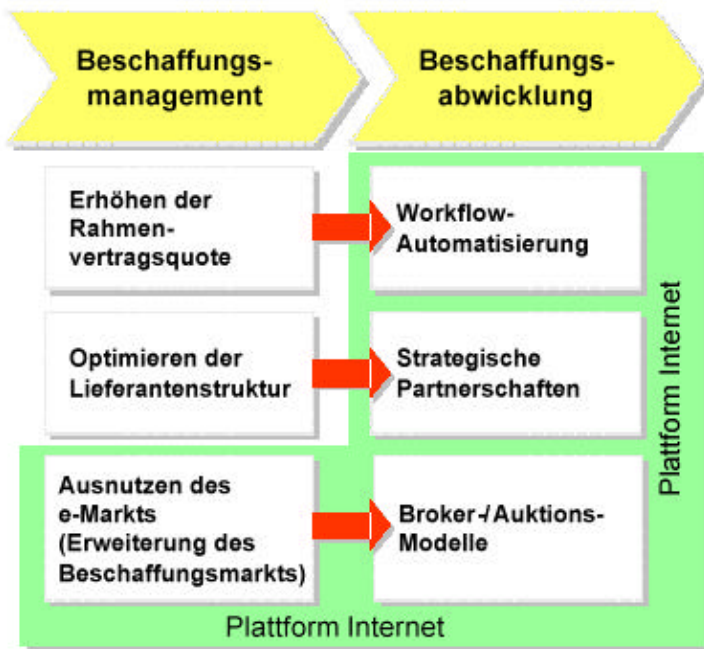 Beschaffungs-
management
Beschaffungs-
abwicklung
Erhöhen der
Rahmen-
vertragsquote
Workflow-
Automatisierung
Optimieren der
Lieferantenstruktur
Strategische
Partnerschaften
Ausnutzen des
e-Markts
(Erweiterung des
Beschaffungsmarkts)
Broker-/Auktions-
Modelle
Plattform Internet
Plattform Internet